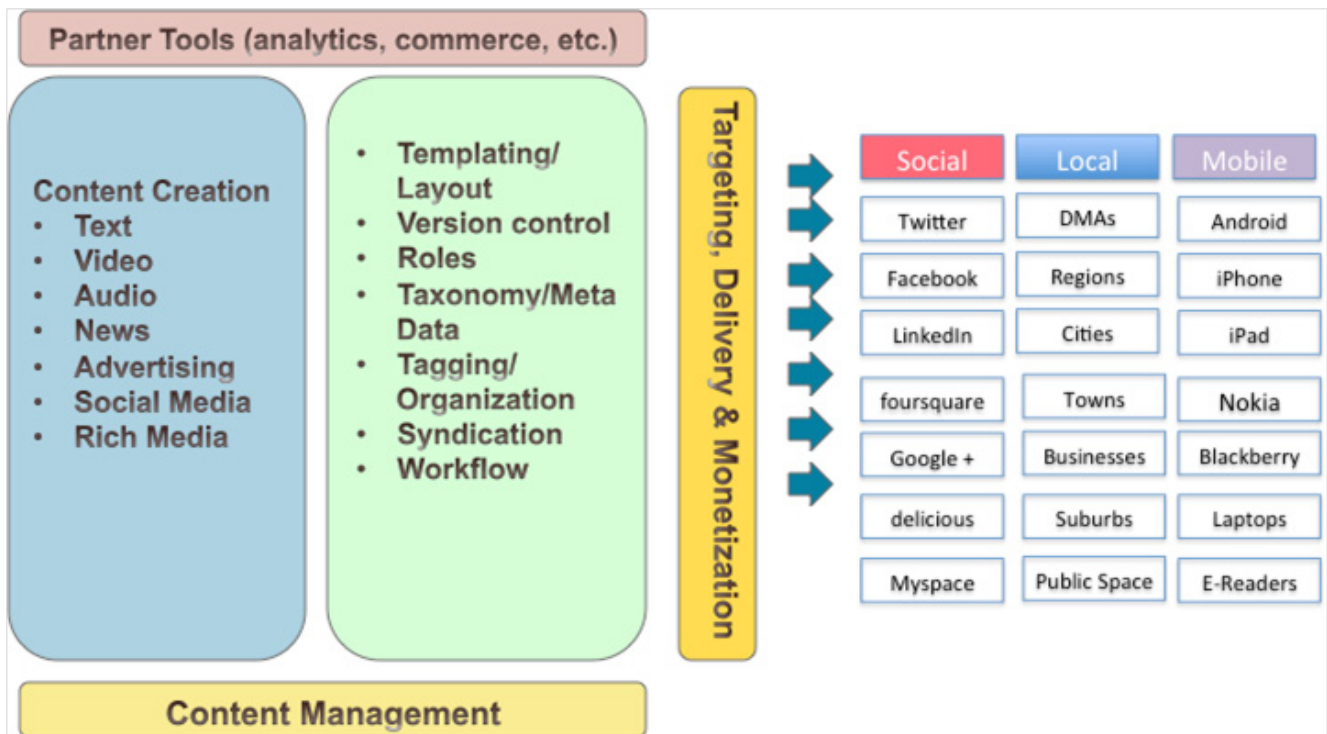 Partner Tools (analytics, commerce, etc.)
Content Creation
• Text
• Video
• Audio
• News
• Advertising
• Social Media
• Rich Media
• Templating/
Layout
• Version control
• Roles
• Taxonomy/Meta
Data
• Tagging/
Organization
• Syndication
• Workflow
Content Management
Targeting, Delivery & Monetization
Social
Twitter
Facebook
LinkedIn
foursquare
Google +
delicious
Myspace
Local
DMAs
Regions
Cities
Towns
Businesses
Suburbs
Public Space
Mobile
Android
iPhone
iPad
Nokia
Blackberry
Laptops
E-Readers